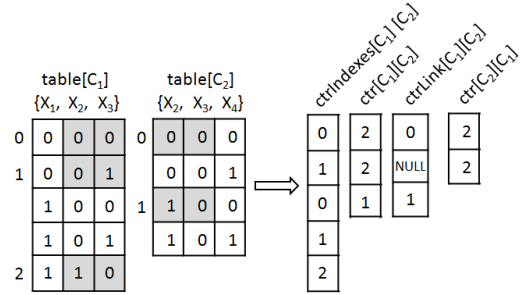 table[C₁]
{X₁, X₂, X₃}
0 0 0 0
1 0 0 1
1 0 0
1 0 1
2 1 1 0
table[C₂]
{X₂, X₃, X₄}
0 0 0 0
0 0 1
1 1 0 0
1 0 1
ctrIndexes[C₁] [C₂]
0
1
0
1
2
ctr[C₁][C₂]
2
2
1
ctrLink[C₁][C₂]
0
NULL
1
ctr[C₂][C₁]
2
2